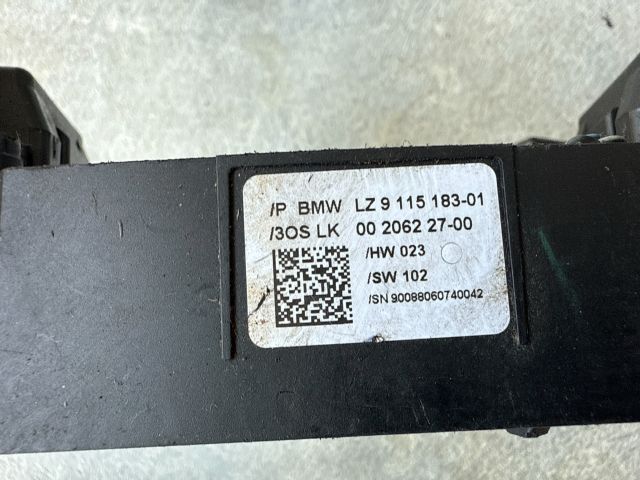 /P BMW LZ 9 115 183-01
/3OS LK 00 2062 27-00
/HW 023
/SW 102
/SN 90088060740042